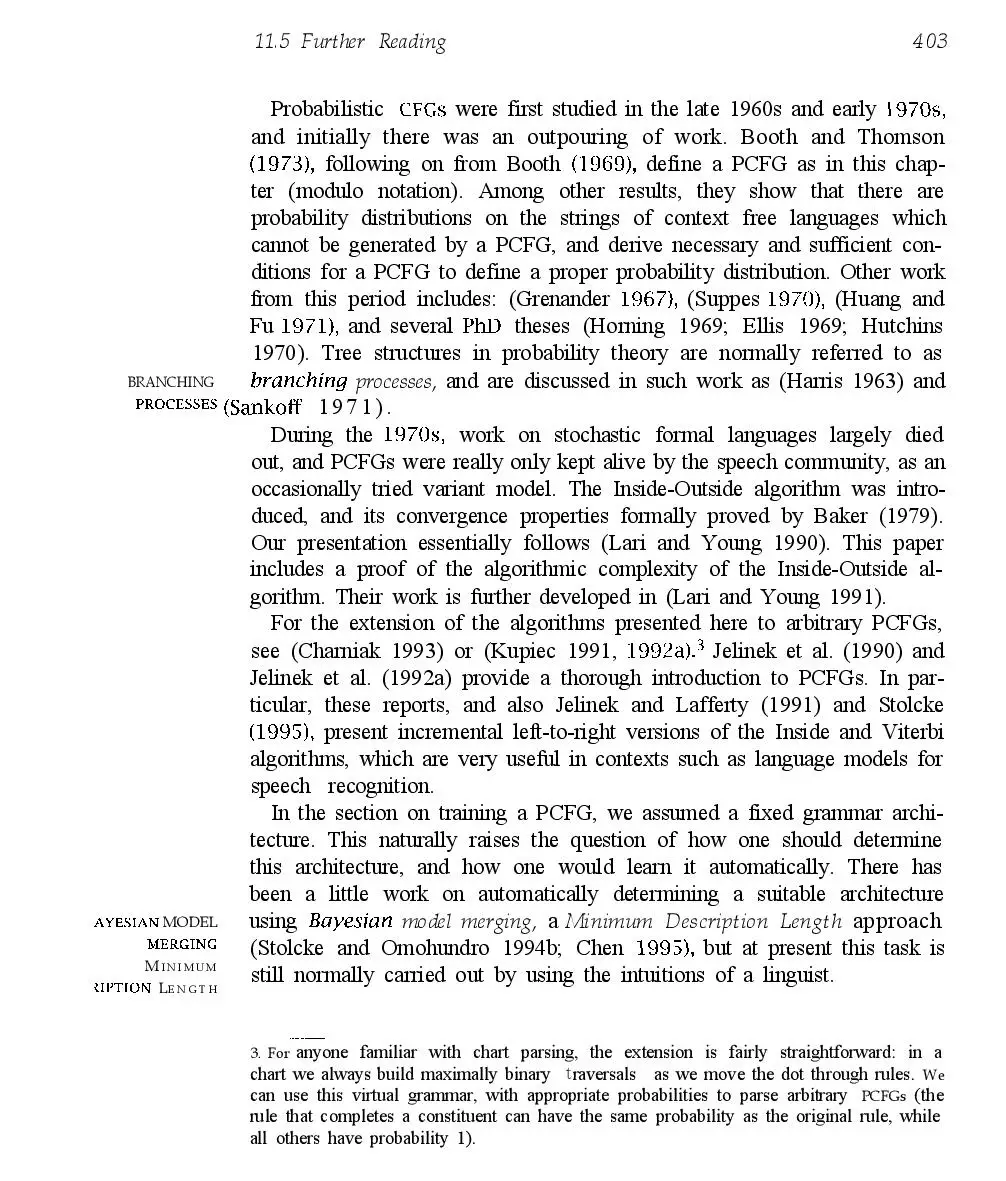 11.5 Further Reading 403
Probabilistic CFGs were first studied in the late 1960s and early 1970s,
and initially there was an outpouring of work. Booth and Thomson
(1973), following on from Booth (1969), define a PCFG as in this chap-
ter (modulo notation). Among other results, they show that there are
probability distributions on the strings of context free languages which
cannot be generated by a PCFG, and derive necessary and sufficient con-
ditions for a PCFG to define a proper probability distribution. Other work
from this period includes: (Grenander 1967), (Suppes 1970), (Huang and
Fu 1971), and several PhD theses (Horning 1969; Ellis 1969; Hutchins
1970). Tree structures in probability theory are normally referred to as
BRANCHING branching processes, and are discussed in such work as (Harris 1963) and
PROCESSES (Sankoff 1971).
During the 1970s, work on stochastic formal languages largely died
out, and PCFGs were really only kept alive by the speech community, as an
occasionally tried variant model. The Inside-Outside algorithm was intro-
duced, and its convergence properties formally proved by Baker (1979).
Our presentation essentially follows (Lari and Young 1990). This paper
includes a proof of the algorithmic complexity of the Inside-Outside al-
gorithm. Their work is further developed in (Lari and Young 1991).
For the extension of the algorithms presented here to arbitrary PCFGs,
see (Charniak 1993) or (Kupiec 1991, 1992a).3 Jelinek et al. (1990) and
Jelinek et al. (1992a) provide a thorough introduction to PCFGs. In par-
ticular, these reports, and also Jelinek and Lafferty (1991) and Stolcke
(1995), present incremental left-to-right versions of the Inside and Viterbi
algorithms, which are very useful in contexts such as language models for
speech recognition.
In the section on training a PCFG, we assumed a fixed grammar archi-
tecture. This naturally raises the question of how one should determine
this architecture, and how one would learn it automatically. There has
been a little work on automatically determining a suitable architecture
AYESIAN MODEL using Bayesian model merging, a Minimum Description Length approach
MERGING (Stolcke and Omohundro 1994b; Chen 1995), but at present this task is
MINIMUM still normally carried out by using the intuitions of a linguist.
RIPTION LENGTH
3. For anyone familiar with chart parsing, the extension is fairly straightforward: in a
chart we always build maximally binary traversals as we move the dot through rules. We
can use this virtual grammar, with appropriate probabilities to parse arbitrary PCFGs (the
rule that completes a constituent can have the same probability as the original rule, while
all others have probability 1).